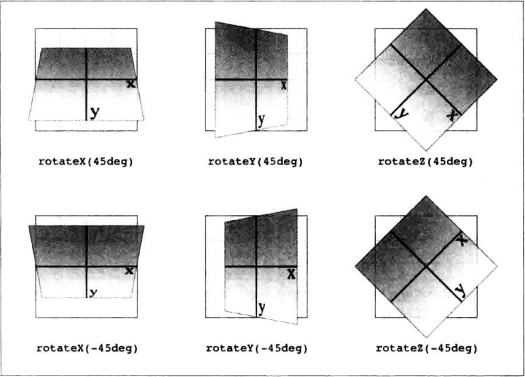 x
y
x
y
y
x
rotateX(45deg)
rotateY(45deg)
rotateZ(45deg)
x
y
x
y
x
y
rotateX(-45deg)
rotateY(-45deg)
rotateZ(-45deg)